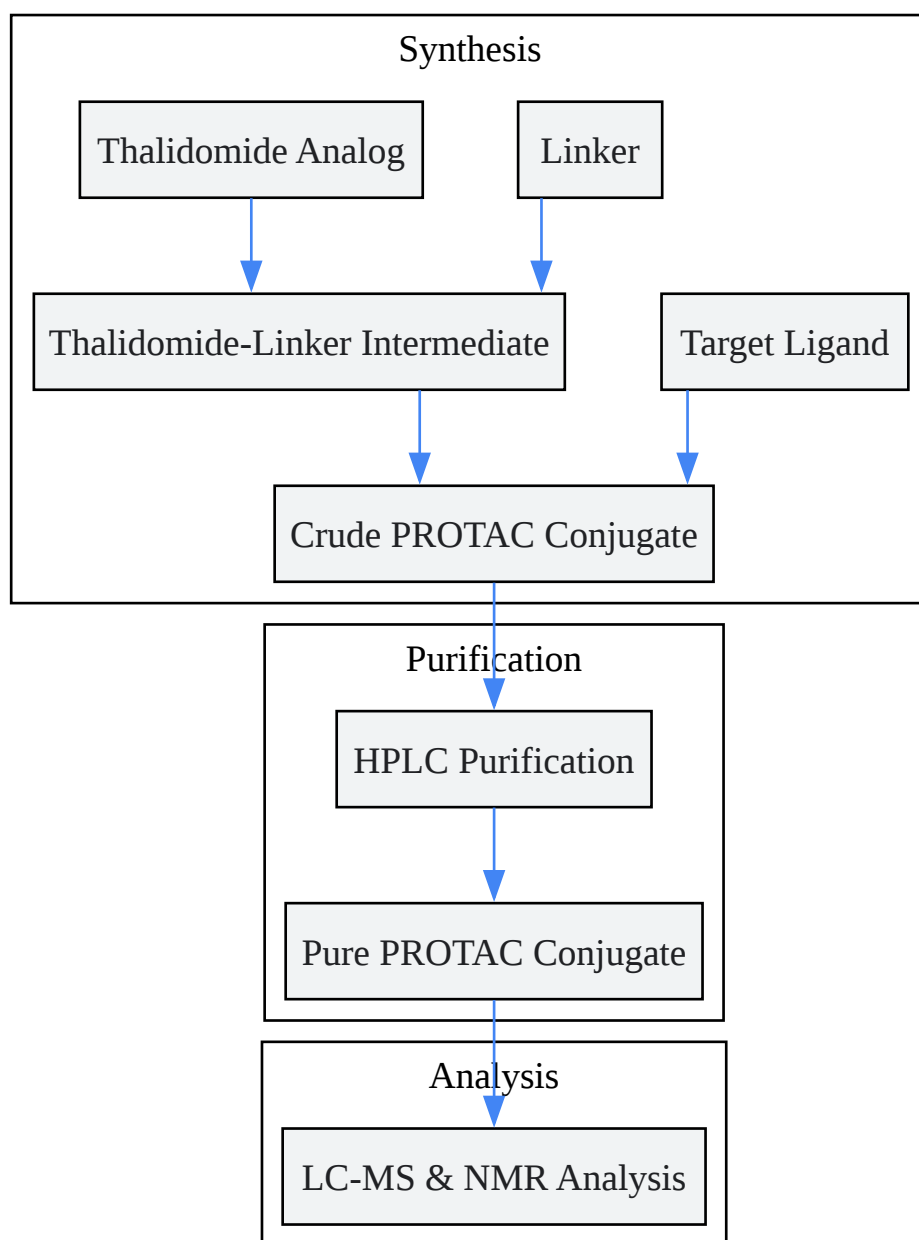 Synthesis
Thalidomide Analog
Linker
Thalidomide-Linker Intermediate
Target Ligand
Crude PROTAC Conjugate
Purification
HPLC Purification
Pure PROTAC Conjugate
Analysis
LC-MS & NMR Analysis